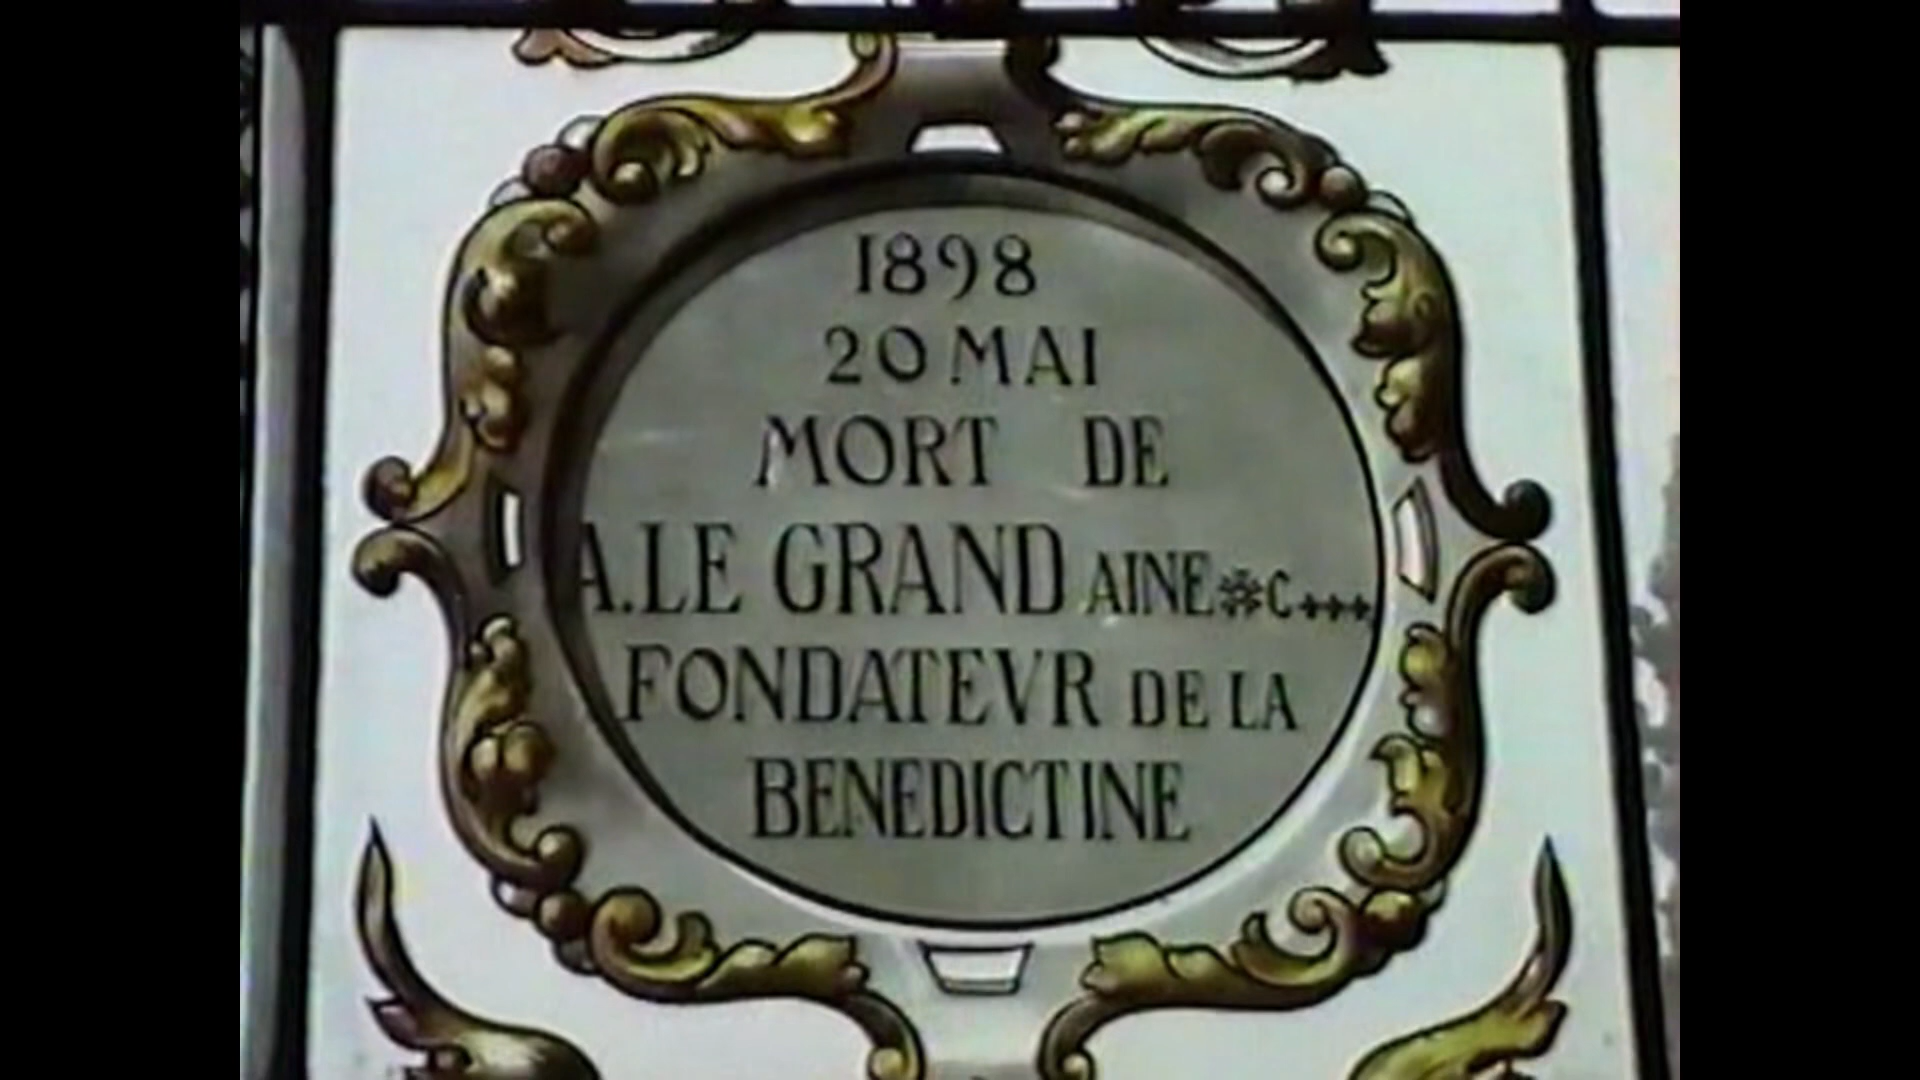 1898
20 MAI
MORT DE
A. LE GRAND AINE ※ C +++
FONDATEVR DE LA
BENEDICTINE